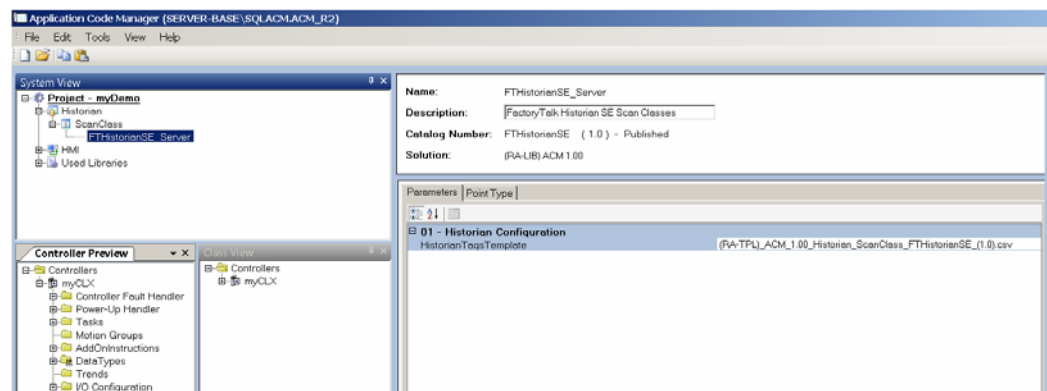 Application Code Manager (SERVER-BASE\SQLACM.ACM_R2)
File Edit Tools View Help
System View
Project - myDemo
Historian
ScanClass
FTHistorianSE_Server
HMI
Used Libraries
Name: FTHistorianSE_Server
Description: FactoryTalk Historian SE Scan Classes
Catalog Number: FTHistorianSE ( 1.0 ) - Published
Solution: (RA-LIB) ACM 1.00
Parameters Point Type
01 - Historian Configuration
HistorianTagsTemplate (RA-TPL)_ACM_1.00_Historian_ScanClass_FTHistorianSE_(1.0).csv
Controller Preview
Controllers
myCLX
Controller Fault Handler
Power-Up Handler
Tasks
Motion Groups
AddOnInstructions
DataTypes
Trends
I/O Configuration
Class View
Controllers
myCLX